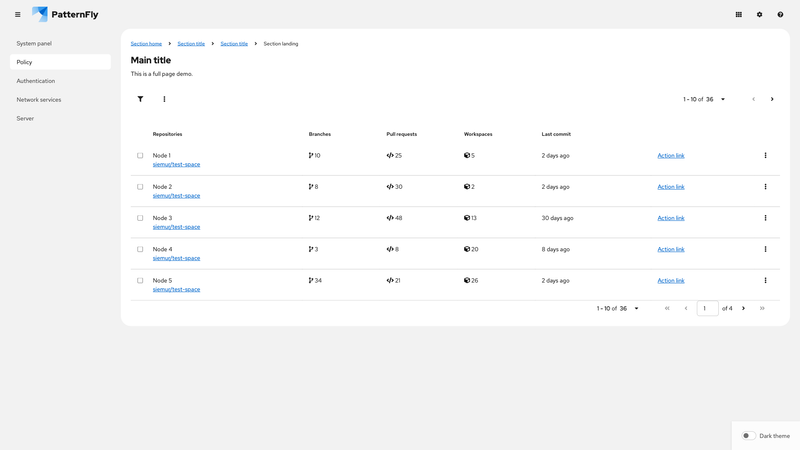 PatternFly
System panel
Policy
Authentication
Network services
Server
Section home Section title Section title Section landing
Main title
This is a full page demo.
1 - 10 of 36
Repositories Branches Pull requests Workspaces Last commit
Node 1 10 25 5 2 days ago Action link
siemur/test-space
Node 2 8 30 2 2 days ago Action link
siemur/test-space
Node 3 12 48 13 30 days ago Action link
siemur/test-space
Node 4 3 8 20 8 days ago Action link
siemur/test-space
Node 5 34 21 26 2 days ago Action link
siemur/test-space
1 - 10 of 36 1 of 4
Dark theme